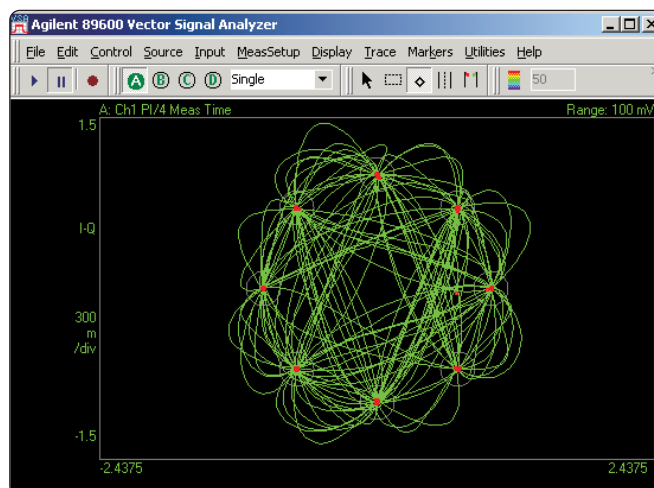 Agilent 89600 Vector Signal Analyzer
File Edit Control Source Input MeasSetup Display Trace Markers Utilities Help
A B C D Single 50
A: Ch1 PI/4 Meas Time Range: 100 mV
1.5
I-Q
300
m
/div
-1.5
-2.4375 2.4375